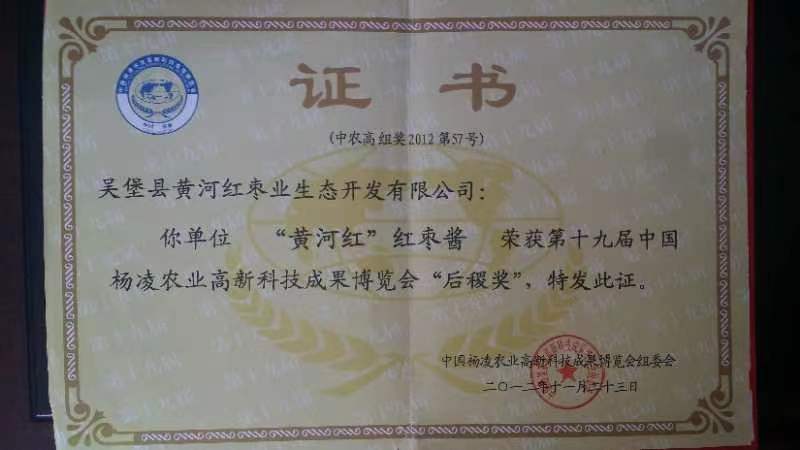 证书
(中农高组奖2012第57号)
吴堡县黄河红枣业生态开发有限公司：
你单位 “黄河红”红枣酱 荣获第十九届中国
杨凌农业高新科技成果博览会“后稷奖”，特发此证。
中国杨凌农业高新科技成果博览会组委会
二〇一二年十一月二十三日